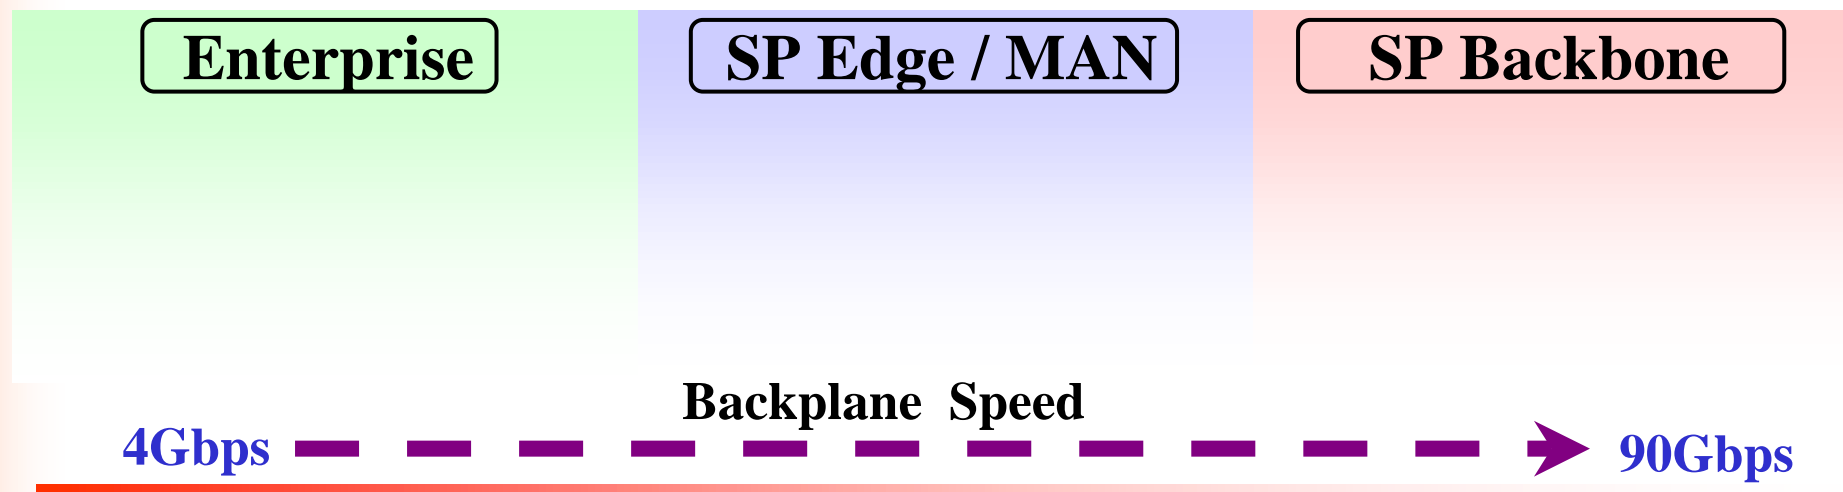 Enterprise
SP Edge / MAN
SP Backbone
Backplane Speed
4Gbps
90Gbps